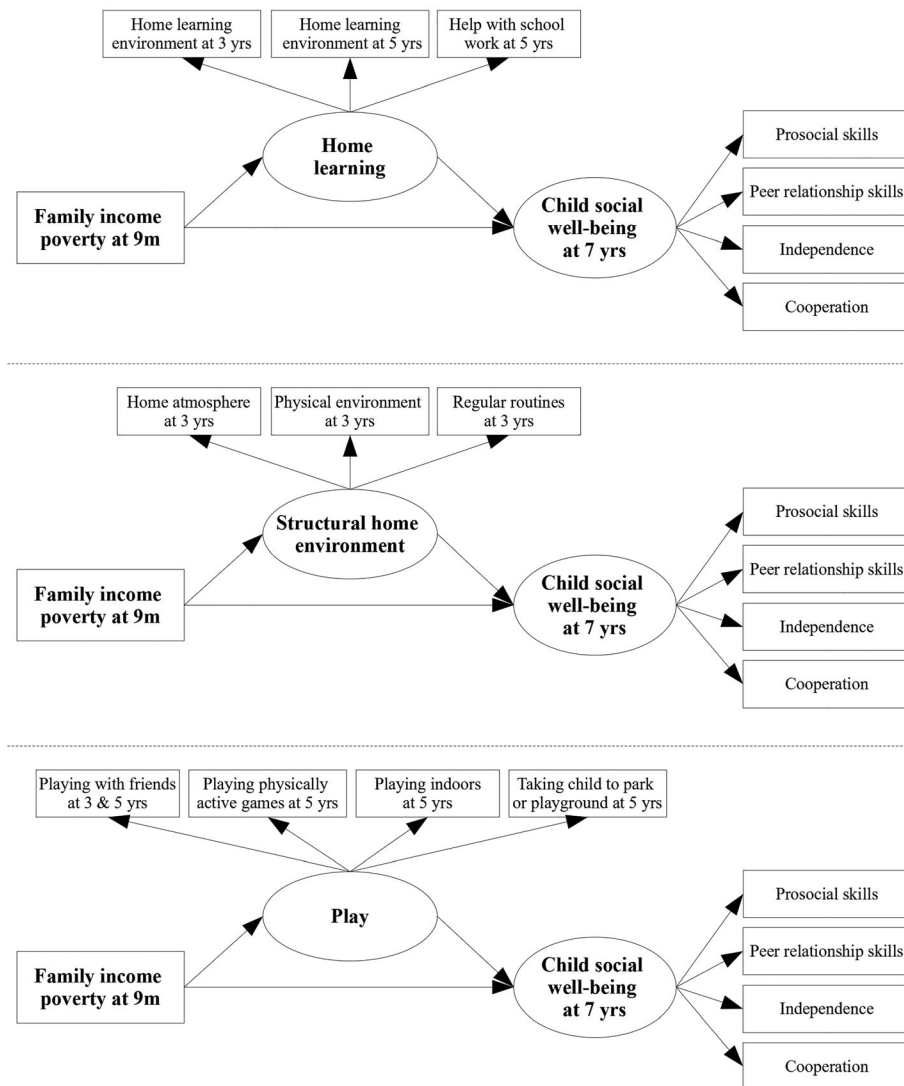 Home learning
environment at 3 yrs
Home learning
environment at 5 yrs
Help with school
work at 5 yrs
Home
learning
Family income
poverty at 9m
Child social
well-being
at 7 yrs
Prosocial skills
Peer relationship skills
Independence
Cooperation
Home atmosphere
at 3 yrs
Physical environment
at 3 yrs
Regular routines
at 3 yrs
Structural home
environment
Family income
poverty at 9m
Child social
well-being
at 7 yrs
Prosocial skills
Peer relationship skills
Independence
Cooperation
Playing with friends
at 3 & 5 yrs
Playing physically
active games at 5 yrs
Playing indoors
at 5 yrs
Taking child to park
or playground at 5 yrs
Play
Family income
poverty at 9m
Child social
well-being
at 7 yrs
Prosocial skills
Peer relationship skills
Independence
Cooperation